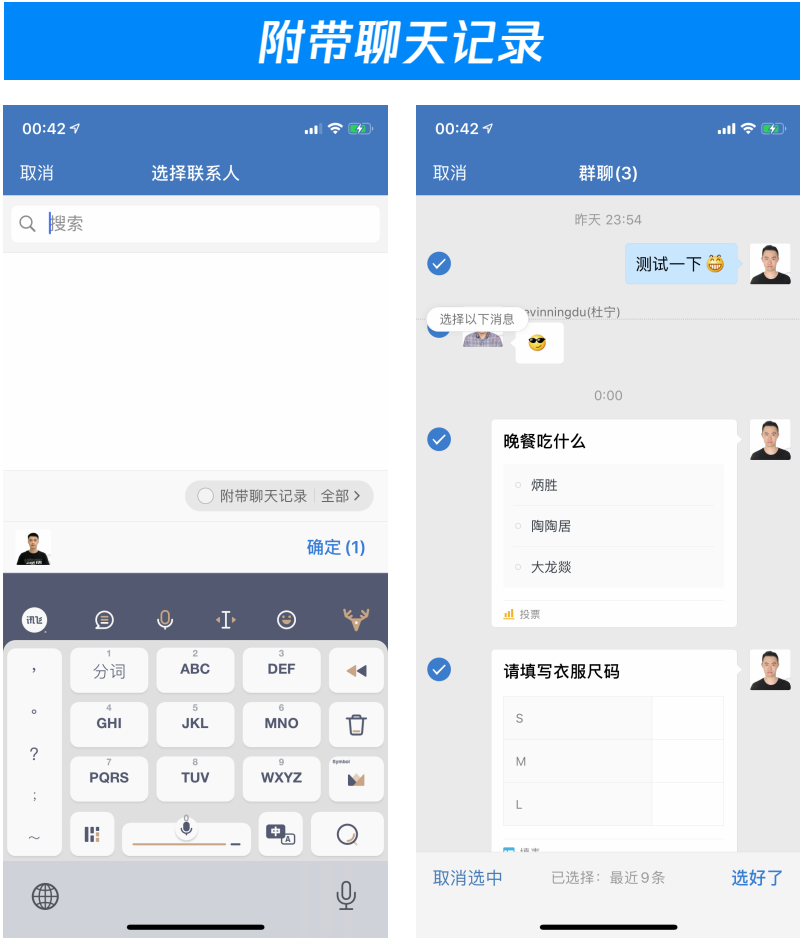 附带聊天记录
00:42
取消
选择联系人
搜索
附带聊天记录
全部
确定 (1)
讯飞
1
分词
2
ABC
3
DEF
,
。
?
;
~
4
GHI
5
JKL
6
MNO
7
PQRS
8
TUV
9
WXYZ
Symbol
0
中
A
00:42
取消
群聊(3)
昨天 23:54
测试一下
选择以下消息
evinningdu(杜宁)
0:00
晚餐吃什么
炳胜
陶陶居
大龙燚
投票
请填写衣服尺码
S
M
L
取消选中
已选择：最近9条
选好了